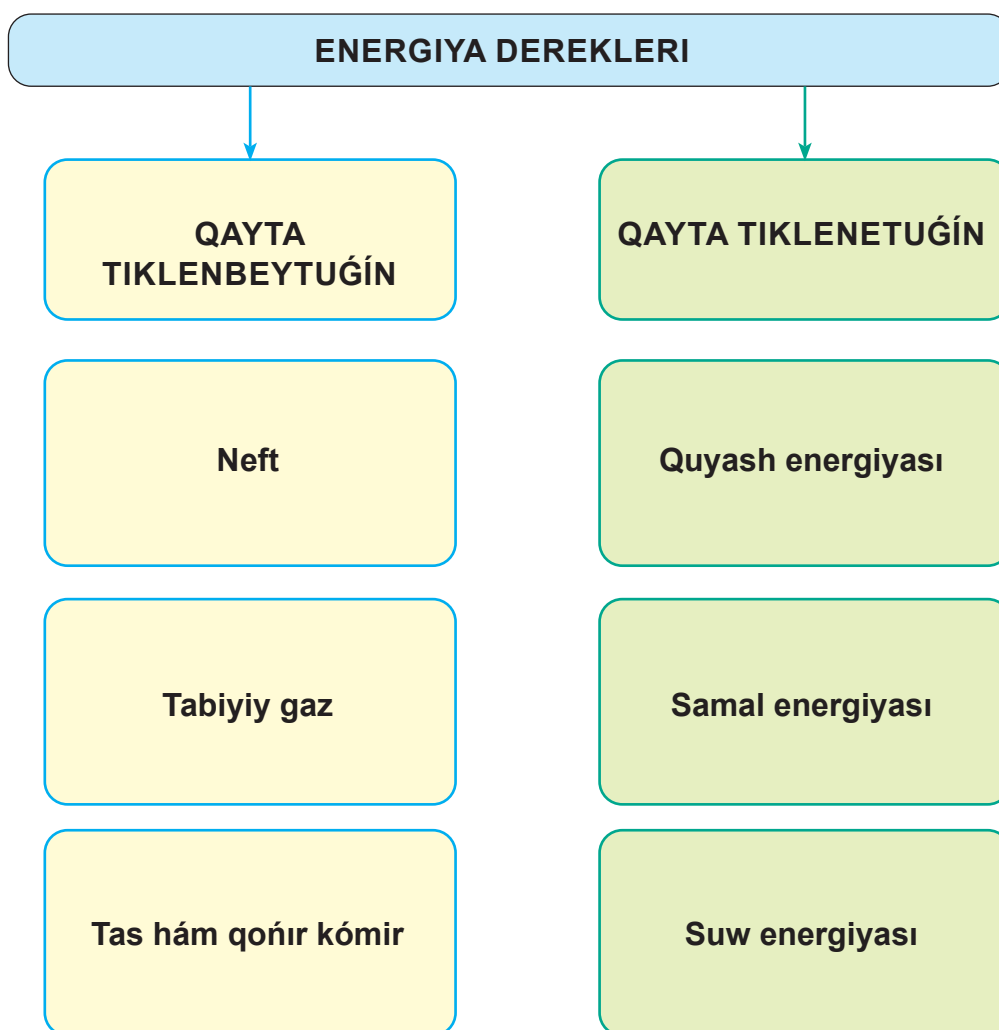 ENERGIYA DEREKLERI
QAYTA
TIKLENBEYTUǴÍN
Neft
Tabiyiy gaz
Tas hám qońır kómir
QAYTA TIKLENETUǴÍN
Quyash energiyası
Samal energiyası
Suw energiyası